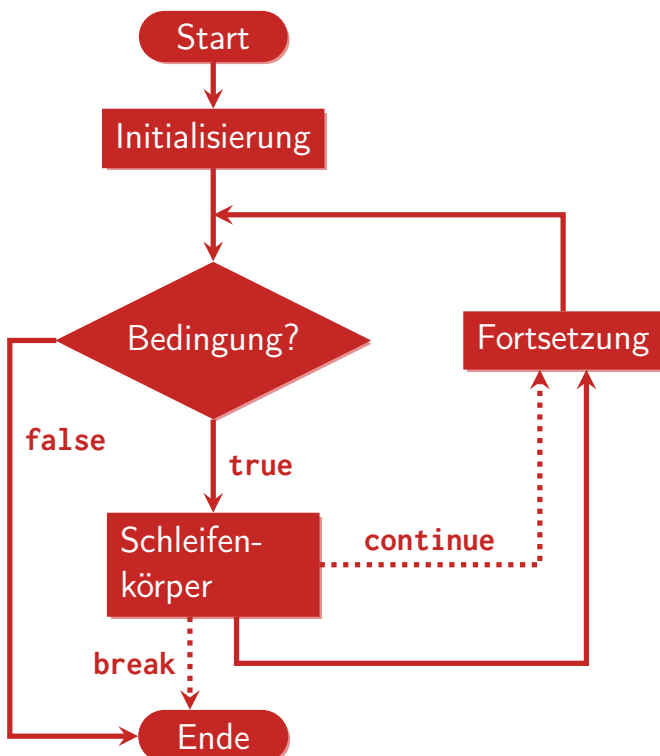 Start
Initialisierung
Bedingung?
Fortsetzung
false
true
Schleifen-
körper
continue
break
Ende